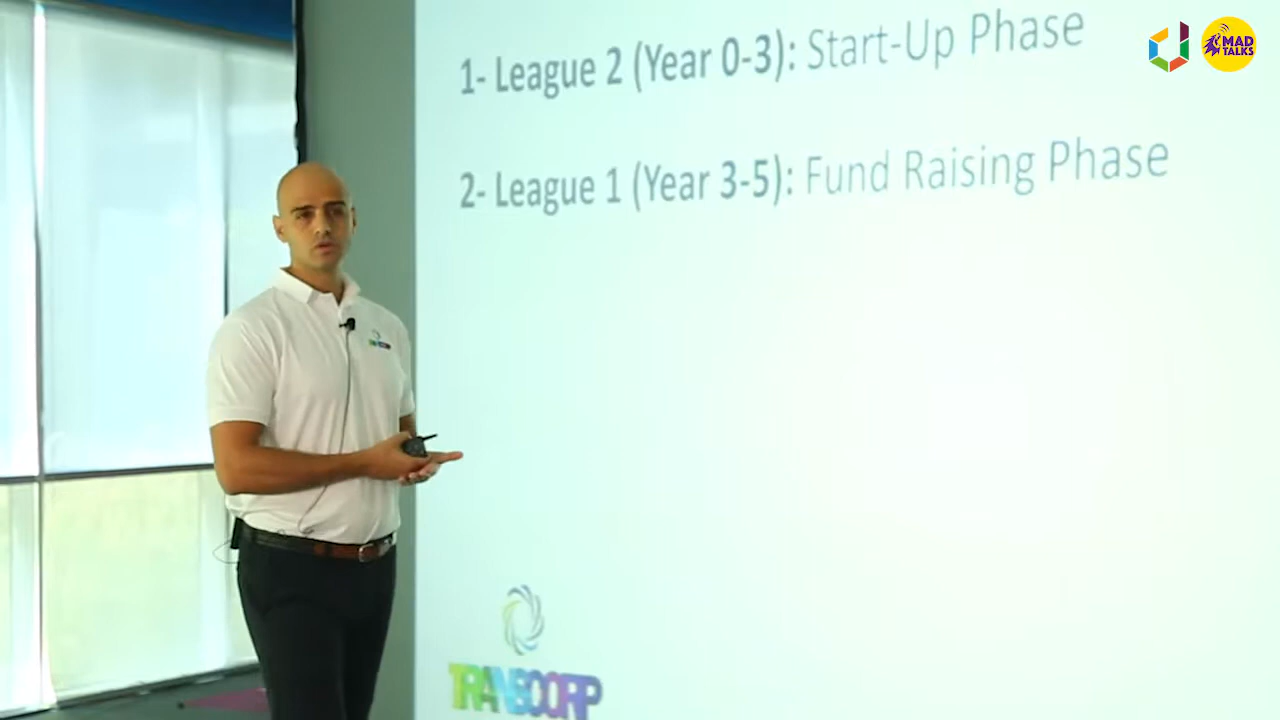 1- League 2 (Year 0-3): Start-Up Phase
2- League 1 (Year 3-5): Fund Raising Phase
MAD
TALKS
TRANSCORP